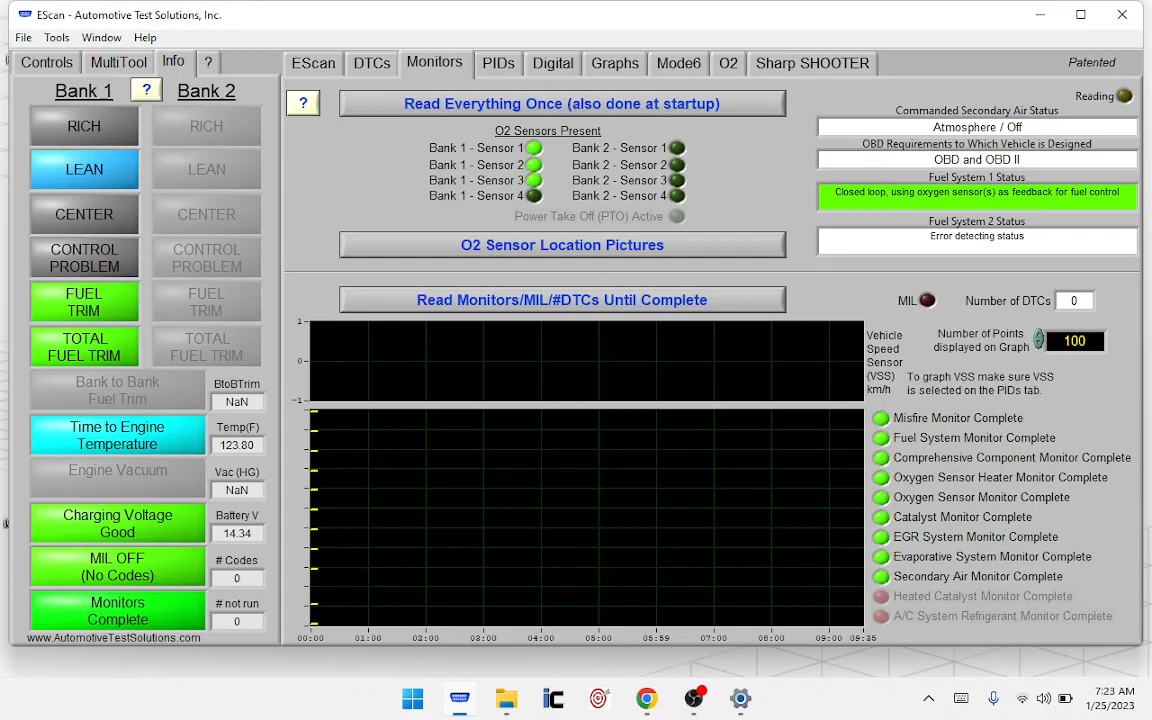 EScan - Automotive Test Solutions, Inc.
File Tools Window Help
Controls MultiTool Info ?
EScan DTCs Monitors PIDs Digital Graphs Mode6 O2 Sharp SHOOTER
Patented
Bank 1 ? Bank 2
RICH RICH
LEAN LEAN
CENTER CENTER
CONTROL CONTROL
PROBLEM PROBLEM
FUEL FUEL
TRIM TRIM
TOTAL TOTAL
FUEL TRIM FUEL TRIM
Bank to Bank
Fuel Trim
BtoBTrim
NaN
Time to Engine
Temperature
Temp(F)
123.80
Engine Vacuum
Vac (HG)
NaN
Charging Voltage
Good
Battery V
14.34
MIL OFF
(No Codes)
# Codes
0
Monitors
Complete
# not run
0
www.AutomotiveTestSolutions.com
?
Read Everything Once (also done at startup)
O2 Sensors Present
Bank 1 - Sensor 1 Bank 2 - Sensor 1
Bank 1 - Sensor 2 Bank 2 - Sensor 2
Bank 1 - Sensor 3 Bank 2 - Sensor 3
Bank 1 - Sensor 4 Bank 2 - Sensor 4
Power Take Off (PTO) Active
O2 Sensor Location Pictures
Reading
Commanded Secondary Air Status
Atmosphere / Off
OBD Requirements to Which Vehicle is Designed
OBD and OBD II
Fuel System 1 Status
Closed loop, using oxygen sensor(s) as feedback for fuel control
Fuel System 2 Status
Error detecting status
Read Monitors/MIL/#DTCs Until Complete
MIL Number of DTCs 0
1
0
-1
Vehicle
Speed
Sensor
(VSS)
km/h
Number of Points
displayed on Graph
100
To graph VSS make sure VSS
is selected on the PIDs tab.
Misfire Monitor Complete
Fuel System Monitor Complete
Comprehensive Component Monitor Complete
Oxygen Sensor Heater Monitor Complete
Oxygen Sensor Monitor Complete
Catalyst Monitor Complete
EGR System Monitor Complete
Evaporative System Monitor Complete
Secondary Air Monitor Complete
Heated Catalyst Monitor Complete
A/C System Refrigerant Monitor Complete
00:00 01:00 02:00 03:00 04:00 05:00 05:59 07:00 08:00 09:00 09:35
IC
7:23 AM
1/25/2023